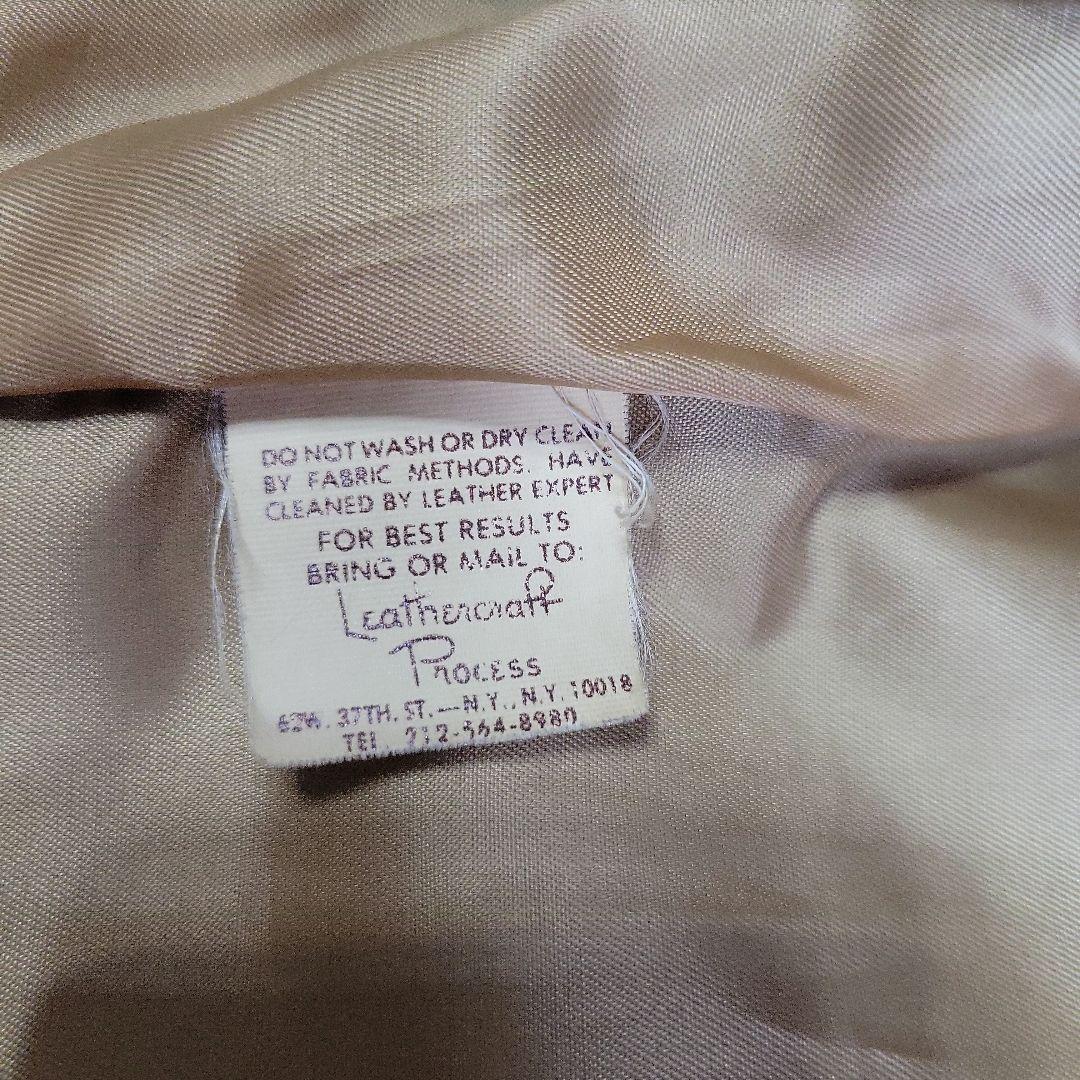 DO NOT WASH OR DRY CLEAN
BY FABRIC METHODS. HAVE
CLEANED BY LEATHER EXPERT
FOR BEST RESULTS
BRING OR MAIL TO:
Leathercraft
Process
37TH. ST.—N.Y., N.Y. 10018
TEL. 212-564-8980